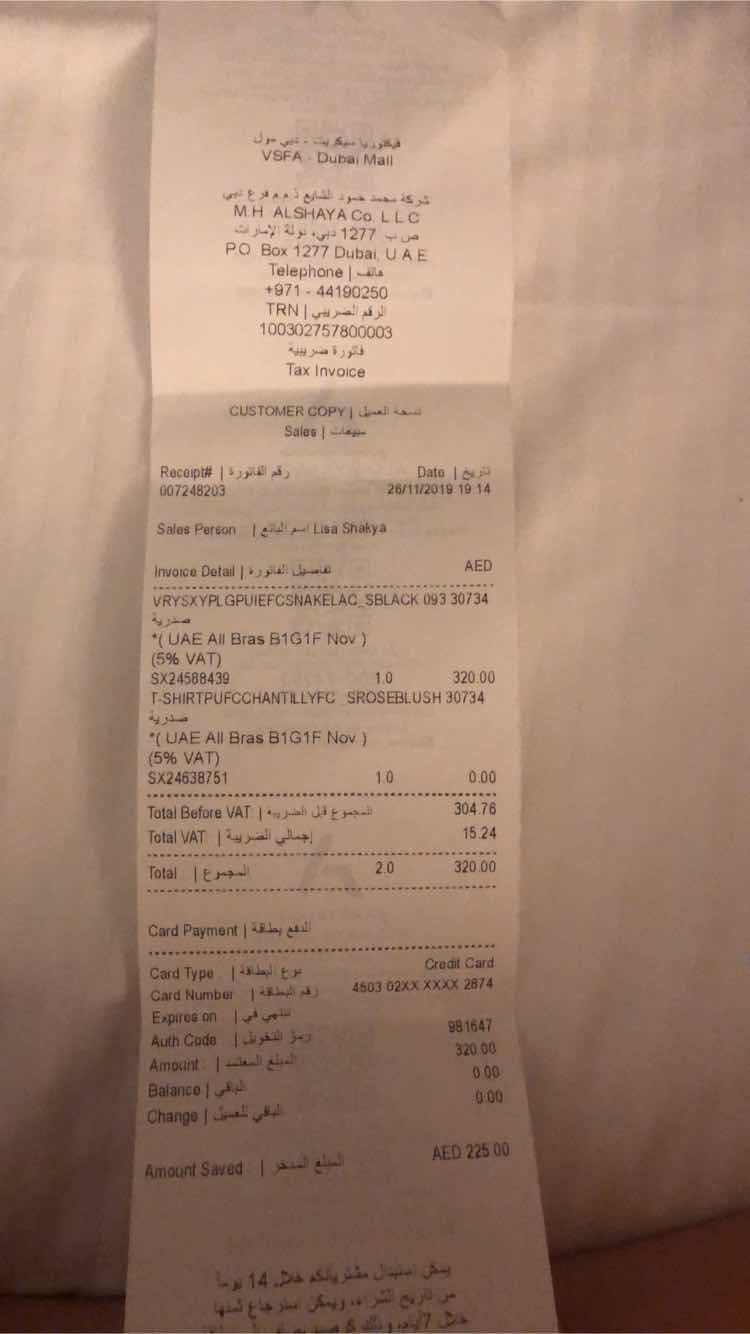 فيكتوريا سيكريت - دبي مول
VSFA - Dubai Mall
شركة محمد حمود الشايع ذ م م فرع دبي
M.H ALSHAYA Co. L L C
ص ب 1277 دبي، دولة الإمارات
P.O Box 1277 Dubai, U A E
Telephone | هاتف
+971 - 44190250
TRN | الرقم الضريبي
100302757800003
فاتورة ضريبية
Tax Invoice
CUSTOMER COPY | نسخة العميل
Sales | مبيعات
Receipt# | رقم الفاتورة Date | تاريخ
007248203 26/11/2019 19 14
Sales Person | اسم البائع Lisa Shakya
Invoice Detail | تفاصيل الفاتورة AED
VRYSXYPLGPUIEFCSNAKELAC_SBLACK 093 30734
صدرية
*( UAE All Bras B1G1F Nov )
(5% VAT)
SX24588439 1.0 320.00
T-SHIRTPUFCCHANTILLYFC _SROSEBLUSH 30734
صدرية
*( UAE All Bras B1G1F Nov )
(5% VAT)
SX24638751 1.0 0.00
Total Before VAT | المجموع قبل الضريبة 304.76
Total VAT | إجمالي الضريبة 15.24
Total | المجموع 2.0 320.00
Card Payment | الدفع بطاقة
Card Type | نوع البطاقة Credit Card
Card Number | رقم البطاقة 4503 02XX XXXX 2874
Expires on | تنتهي في
Auth Code | رمز التخويل 981647
Amount | المبلغ المعتمد 320.00
Balance | الباقي 0.00
Change | الباقي للعميل 0.00
Amount Saved | المبلغ المدخر AED 225.00
يمكن استبدال مشترياتكم خلال 14 يوماً
من تاريخ الشراء، ويمكن استرجاع ثمنها
خلال 7أيام،